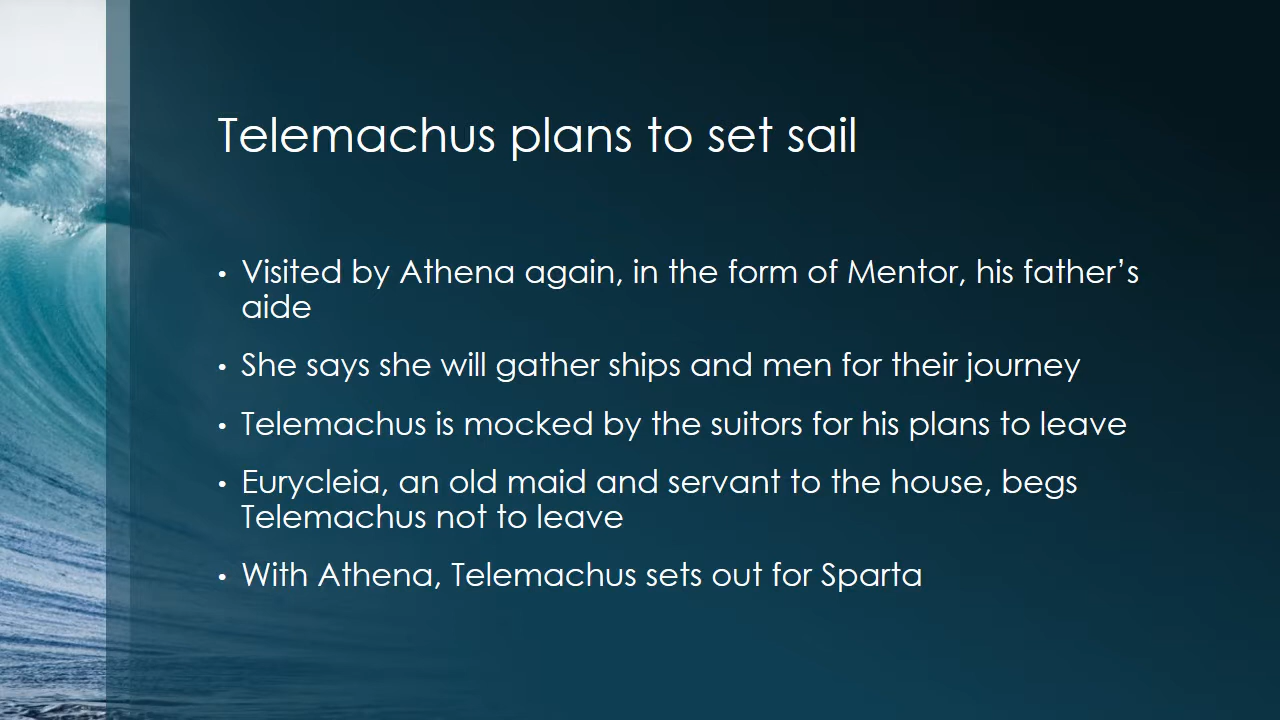 Telemachus plans to set sail
• Visited by Athena again, in the form of Mentor, his father’s
aide
• She says she will gather ships and men for their journey
• Telemachus is mocked by the suitors for his plans to leave
• Eurycleia, an old maid and servant to the house, begs
Telemachus not to leave
• With Athena, Telemachus sets out for Sparta